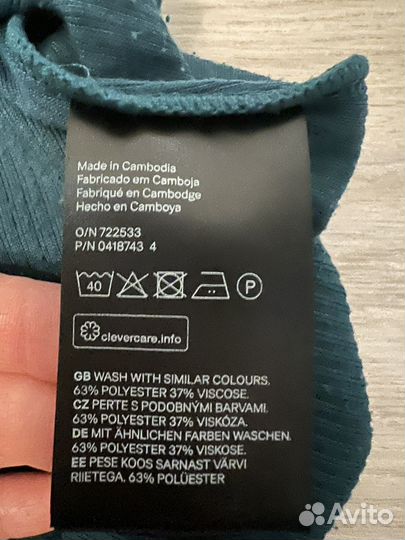 Made in Cambodia
Fabricado em Camboja
Fabriqué en Cambodge
Hecho en Camboya
O/N 722533
P/N 0418743 4
40 P
clevercare.info
GB WASH WITH SIMILAR COLOURS.
63% POLYESTER 37% VISCOSE.
CZ PERTE S PODOBNÝMI BARVAMI.
63% POLYESTER 37% VISKÓZA.
DE MIT ÄHNLICHEN FARBEN WASCHEN.
63% POLYESTER 37% VISKOSE.
EE PESE KOOS SARNAST VÄRVI
RIIETEGA. 63% POLÜESTER
Avito